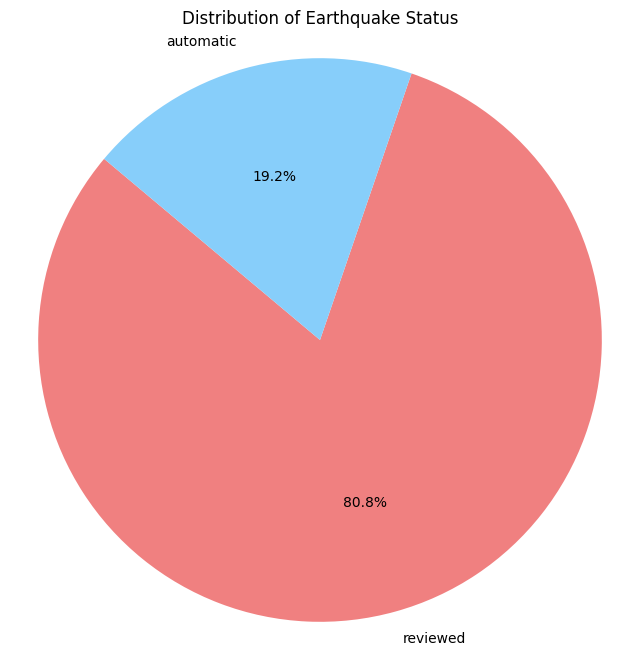 Distribution of Earthquake Status
automatic
19.2%
80.8%
reviewed